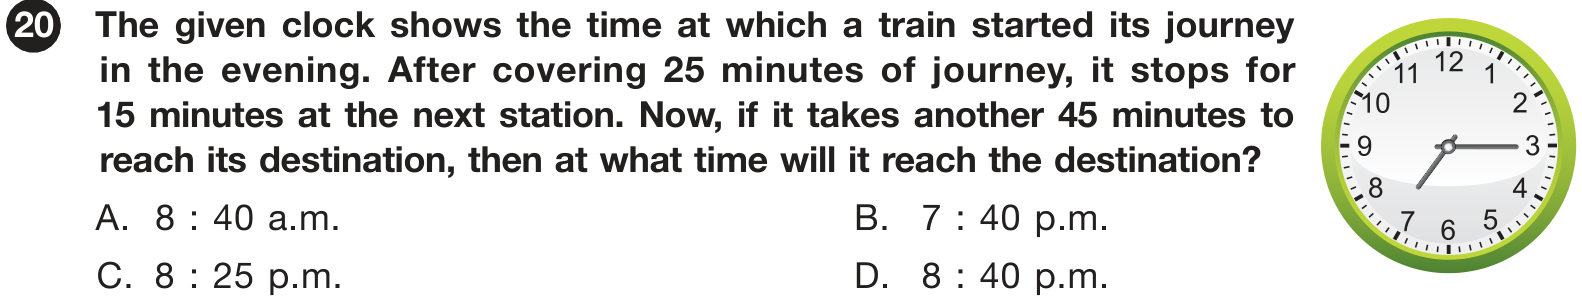 20 The given clock shows the time at which a train started its journey
in the evening. After covering 25 minutes of journey, it stops for
15 minutes at the next station. Now, if it takes another 45 minutes to
reach its destination, then at what time will it reach the destination?
A. 8 : 40 a.m. B. 7 : 40 p.m.
C. 8 : 25 p.m. D. 8 : 40 p.m.
12
11 1
10 2
9 3
8 4
7 5
6